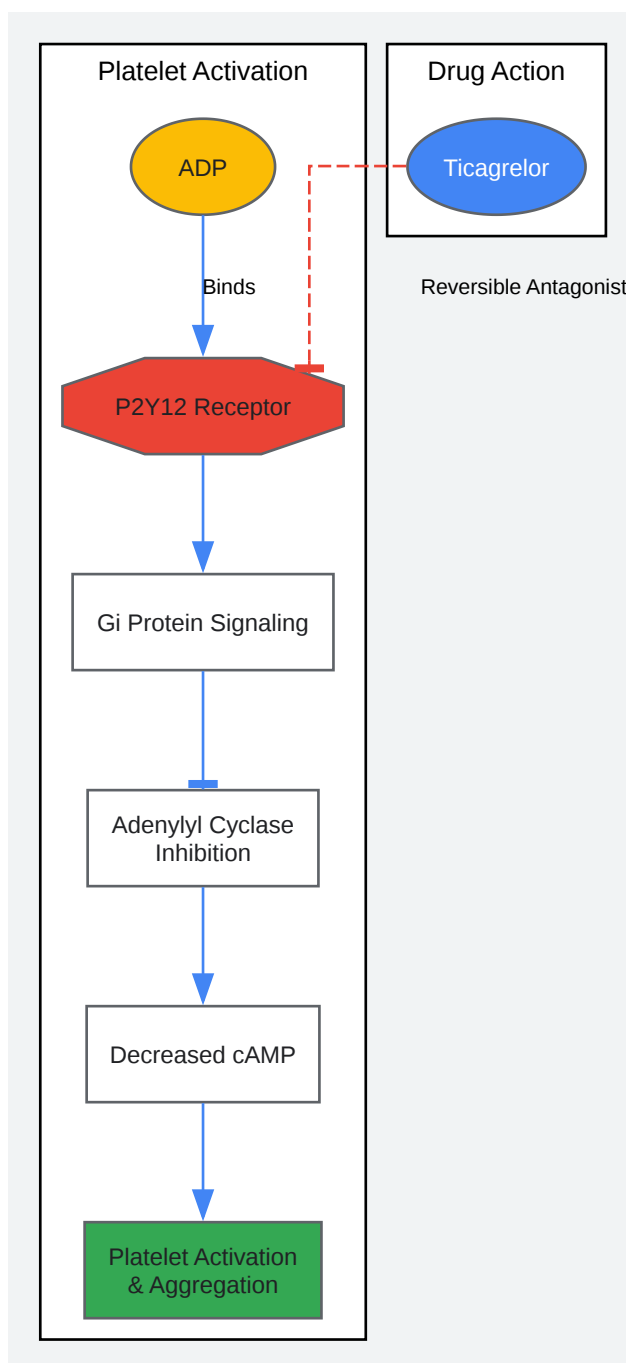 Platelet Activation
Drug Action
ADP
Ticagrelor
Binds
Reversible Antagonist
P2Y12 Receptor
Gi Protein Signaling
Adenylyl Cyclase
Inhibition
Decreased cAMP
Platelet Activation
& Aggregation